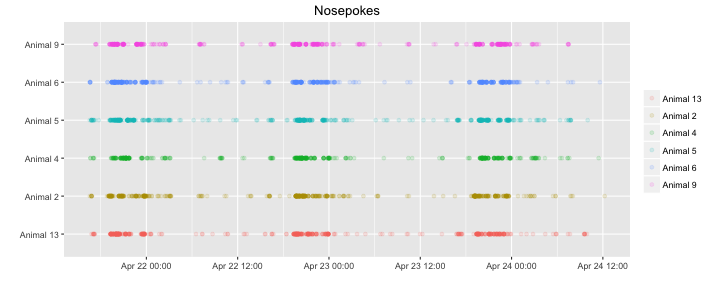 Nosepokes
Animal 9
Animal 6
Animal 5
Animal 4
Animal 2
Animal 13
Apr 22 00:00
Apr 22 12:00
Apr 23 00:00
Apr 23 12:00
Apr 24 00:00
Apr 24 12:00
Animal 13
Animal 2
Animal 4
Animal 5
Animal 6
Animal 9